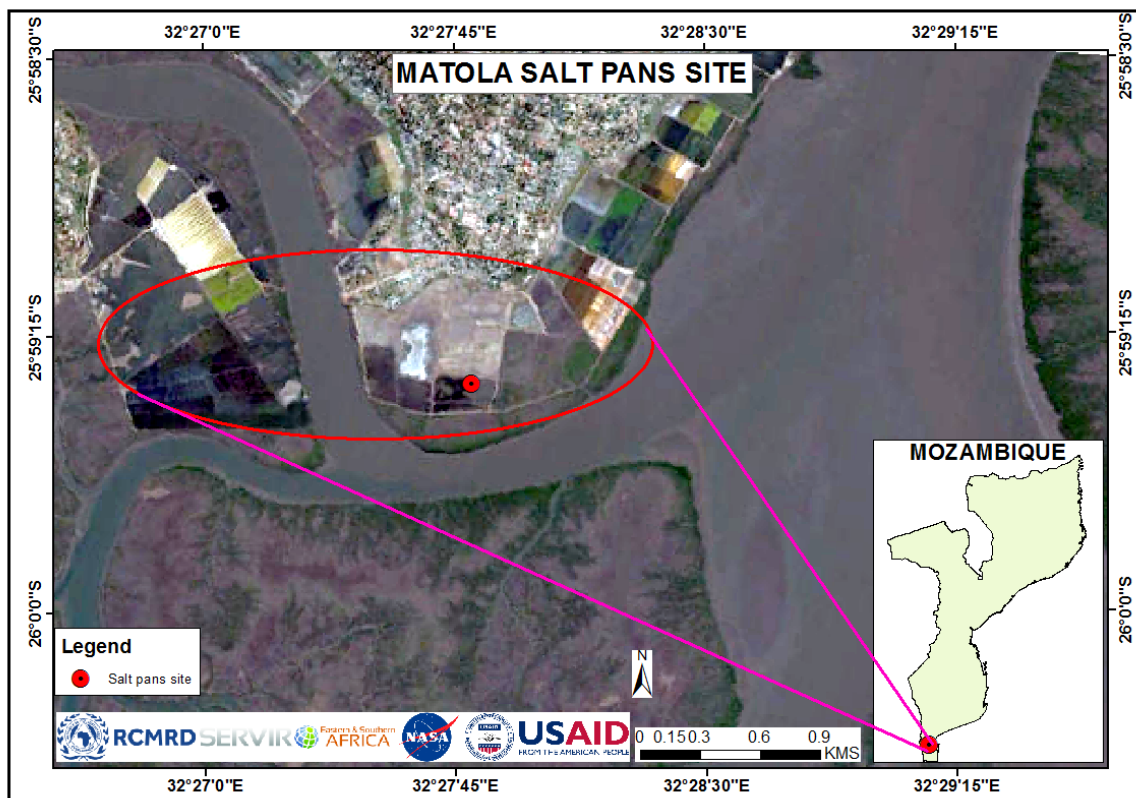 32°27'0"E 32°27'45"E 32°28'30"E 32°29'15"E
25°58'30"S 25°58'30"S
MATOLA SALT PANS SITE
25°59'15"S 25°59'15"S
MOZAMBIQUE
26°0'0"S 26°0'0"S
Legend
Salt pans site
N
RCMRD SERVIR Eastern & Southern
AFRICA
NASA
USAID
USAID
FROM THE AMERICAN PEOPLE
0 0.15 0.3 0.6 0.9
KMS
32°27'0"E 32°27'45"E 32°28'30"E 32°29'15"E